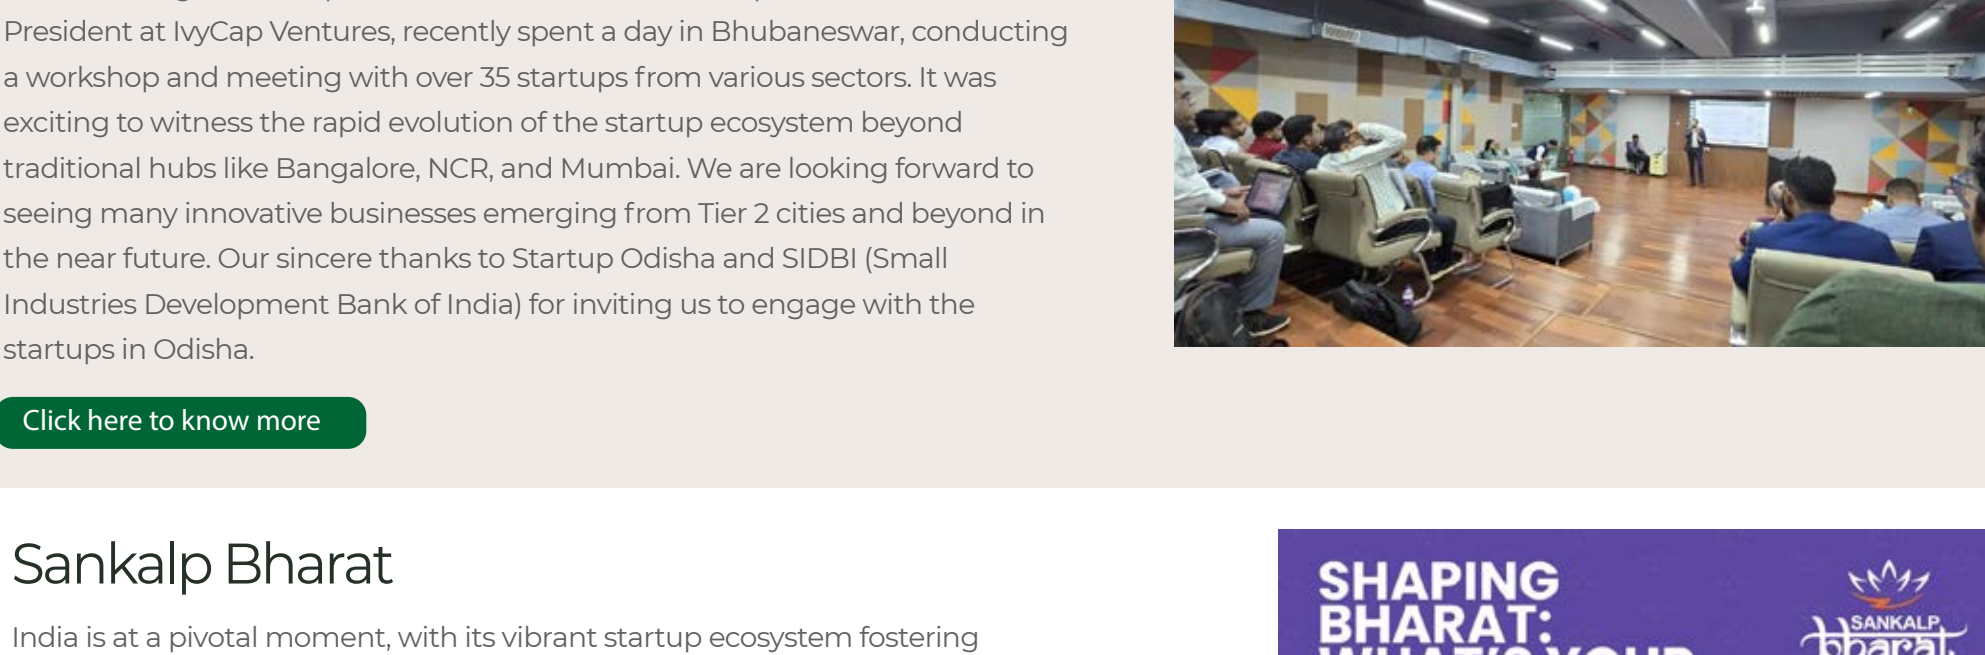 President at IvyCap Ventures, recently spent a day in Bhubaneswar, conducting
a workshop and meeting with over 35 startups from various sectors. It was
exciting to witness the rapid evolution of the startup ecosystem beyond
traditional hubs like Bangalore, NCR, and Mumbai. We are looking forward to
seeing many innovative businesses emerging from Tier 2 cities and beyond in
the near future. Our sincere thanks to Startup Odisha and SIDBI (Small
Industries Development Bank of India) for inviting us to engage with the
startups in Odisha.
Click here to know more
Sankalp Bharat
India is at a pivotal moment, with its vibrant startup ecosystem fostering
SHAPING
BHARAT:
WHAT'S YOUR
SANKALP
bharat